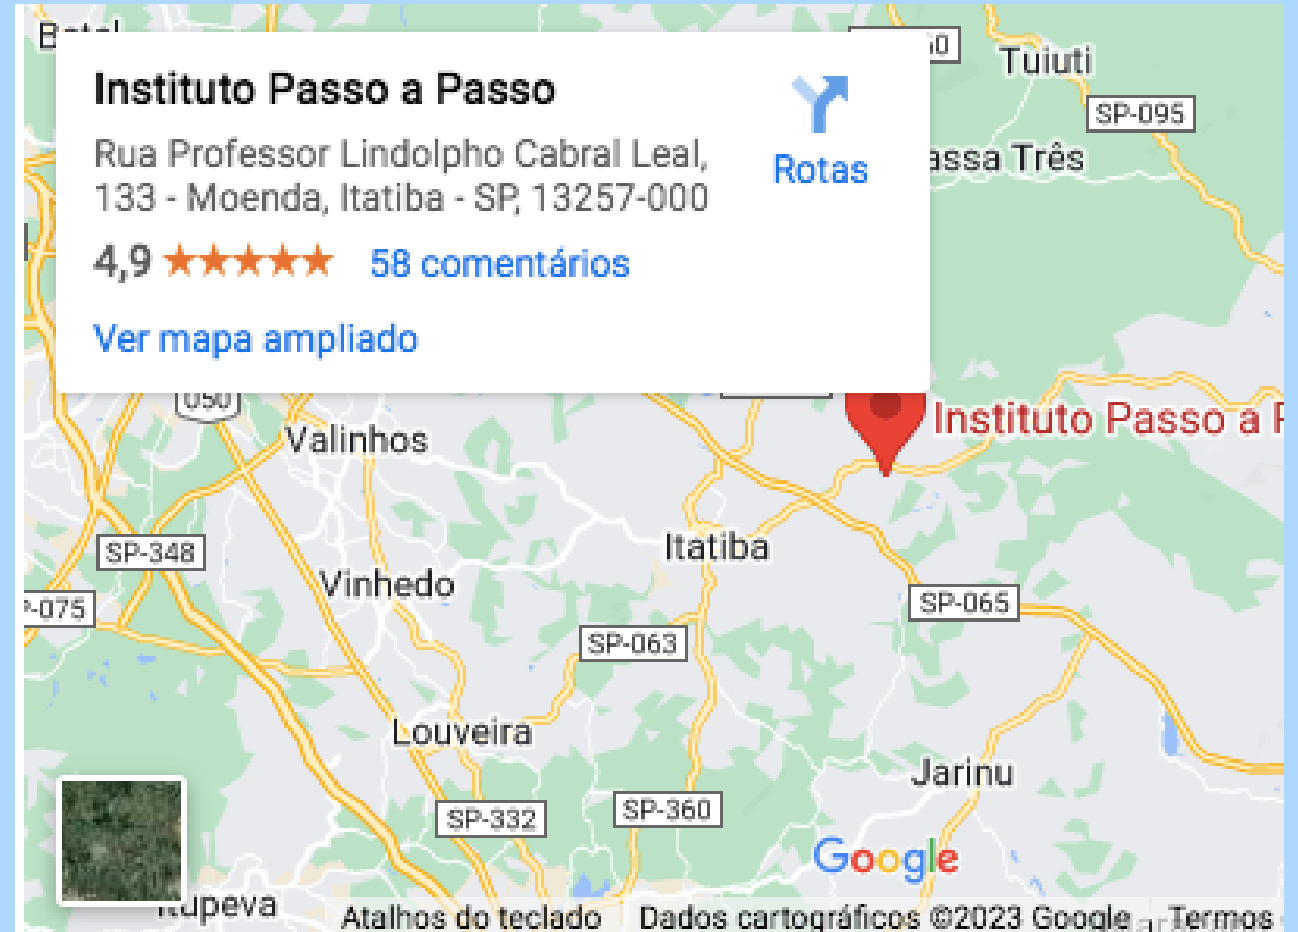 Instituto Passo a Passo
Rua Professor Lindolpho Cabral Leal,
133 - Moenda, Itatiba - SP, 13257-000
Rotas
4,9 ★★★★★ 58 comentários
Ver mapa ampliado
Tuiuti
SP-095
Três
Instituto Passo a
Valinhos
SP-348
Itatiba
Vinhedo
SP-065
SP-063
Louveira
Jarinu
SP-332
SP-360
Google
Atalhos do teclado
Dados cartográficos ©2023 Google
Termos